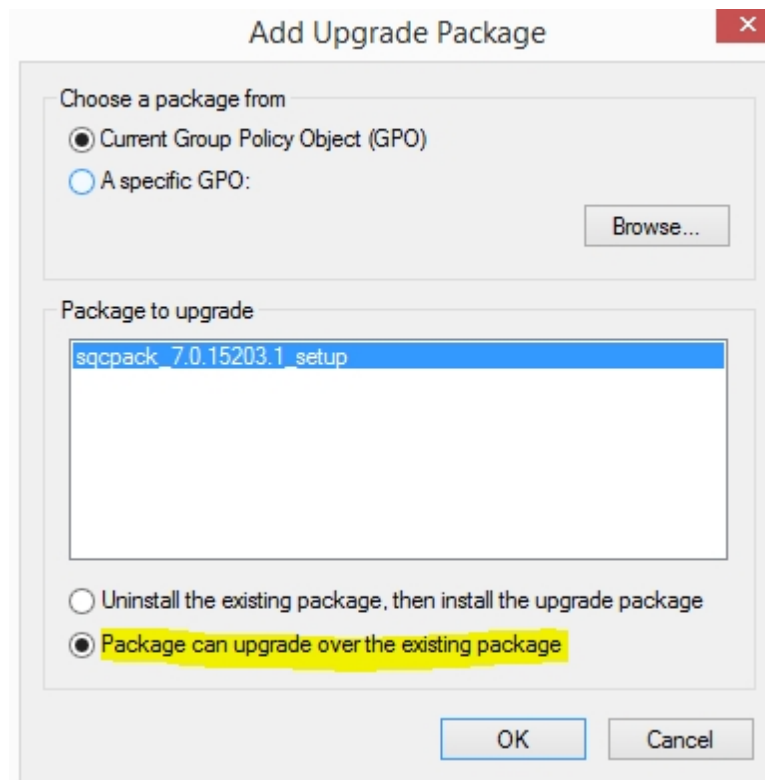 Add Upgrade Package
Choose a package from
Current Group Policy Object (GPO)
A specific GPO:
Browse...
Package to upgrade
sqcpack_7.0.15203.1_setup
Uninstall the existing package, then install the upgrade package
Package can upgrade over the existing package
OK
Cancel